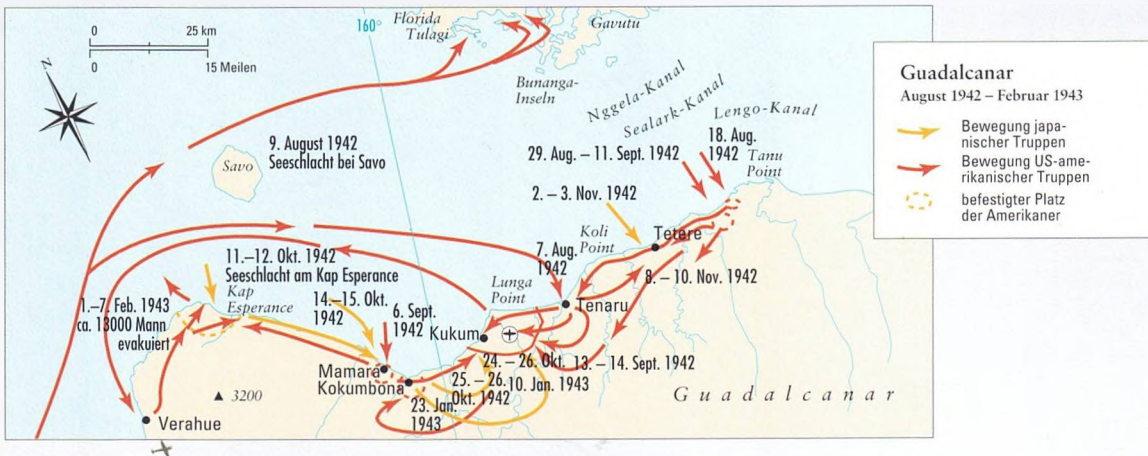 Florida
Tulagi
160°
Gavutu
0 25 km
0 15 Meilen
N
Bunanga-
Inseln
Nggela-Kanal
Sealark-Kanal
Lengo-Kanal
Guadalcanar
August 1942 – Februar 1943
Bewegung japa-
nischer Truppen
Bewegung US-ame-
rikanischer Truppen
befestigter Platz
der Amerikaner
9. August 1942
Seeschlacht bei Savo
Savo
18. Aug.
1942
29. Aug. – 11. Sept. 1942
Tanu
Point
2. – 3. Nov. 1942
Koli
Point
Tetere
7. Aug.
1942
8. – 10. Nov. 1942
11.–12. Okt. 1942
Seeschlacht am Kap Esperance
Kap
Esperance
1.–7. Feb. 1943
ca. 13000 Mann
evakuiert
14.–15. Okt.
1942
6. Sept.
1942
Lunga
Point
Tenaru
Kukum
24. – 26. Okt.
13. – 14. Sept. 1942
Mamara
Kokumbona
25. – 26.
Okt. 1942
10. Jan. 1943
23. Jan.
1943
3200
Guadalcanar
Verahue